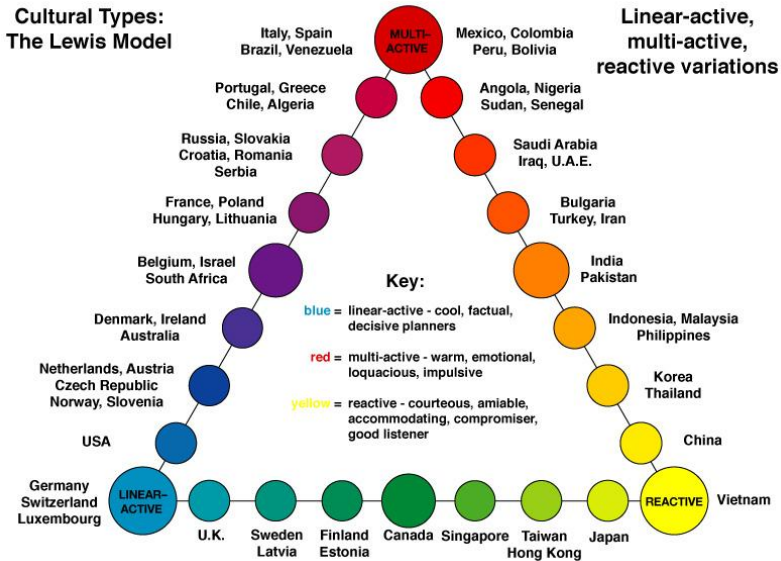 Cultural Types:
The Lewis Model
Linear-active,
multi-active,
reactive variations
MULTI-
ACTIVE
Italy, Spain
Brazil, Venezuela
Mexico, Colombia
Peru, Bolivia
Portugal, Greece
Chile, Algeria
Angola, Nigeria
Sudan, Senegal
Russia, Slovakia
Croatia, Romania
Serbia
Saudi Arabia
Iraq, U.A.E.
France, Poland
Hungary, Lithuania
Bulgaria
Turkey, Iran
Belgium, Israel
South Africa
India
Pakistan
Key:
blue = linear-active - cool, factual,
decisive planners
red = multi-active - warm, emotional,
loquacious, impulsive
yellow = reactive - courteous, amiable,
accommodating, compromiser,
good listener
Denmark, Ireland
Australia
Indonesia, Malaysia
Philippines
Netherlands, Austria
Czech Republic
Norway, Slovenia
Korea
Thailand
USA
China
Germany
Switzerland
Luxembourg
LINEAR-
ACTIVE
REACTIVE
Vietnam
U.K.
Sweden
Latvia
Finland
Estonia
Canada
Singapore
Taiwan
Hong Kong
Japan